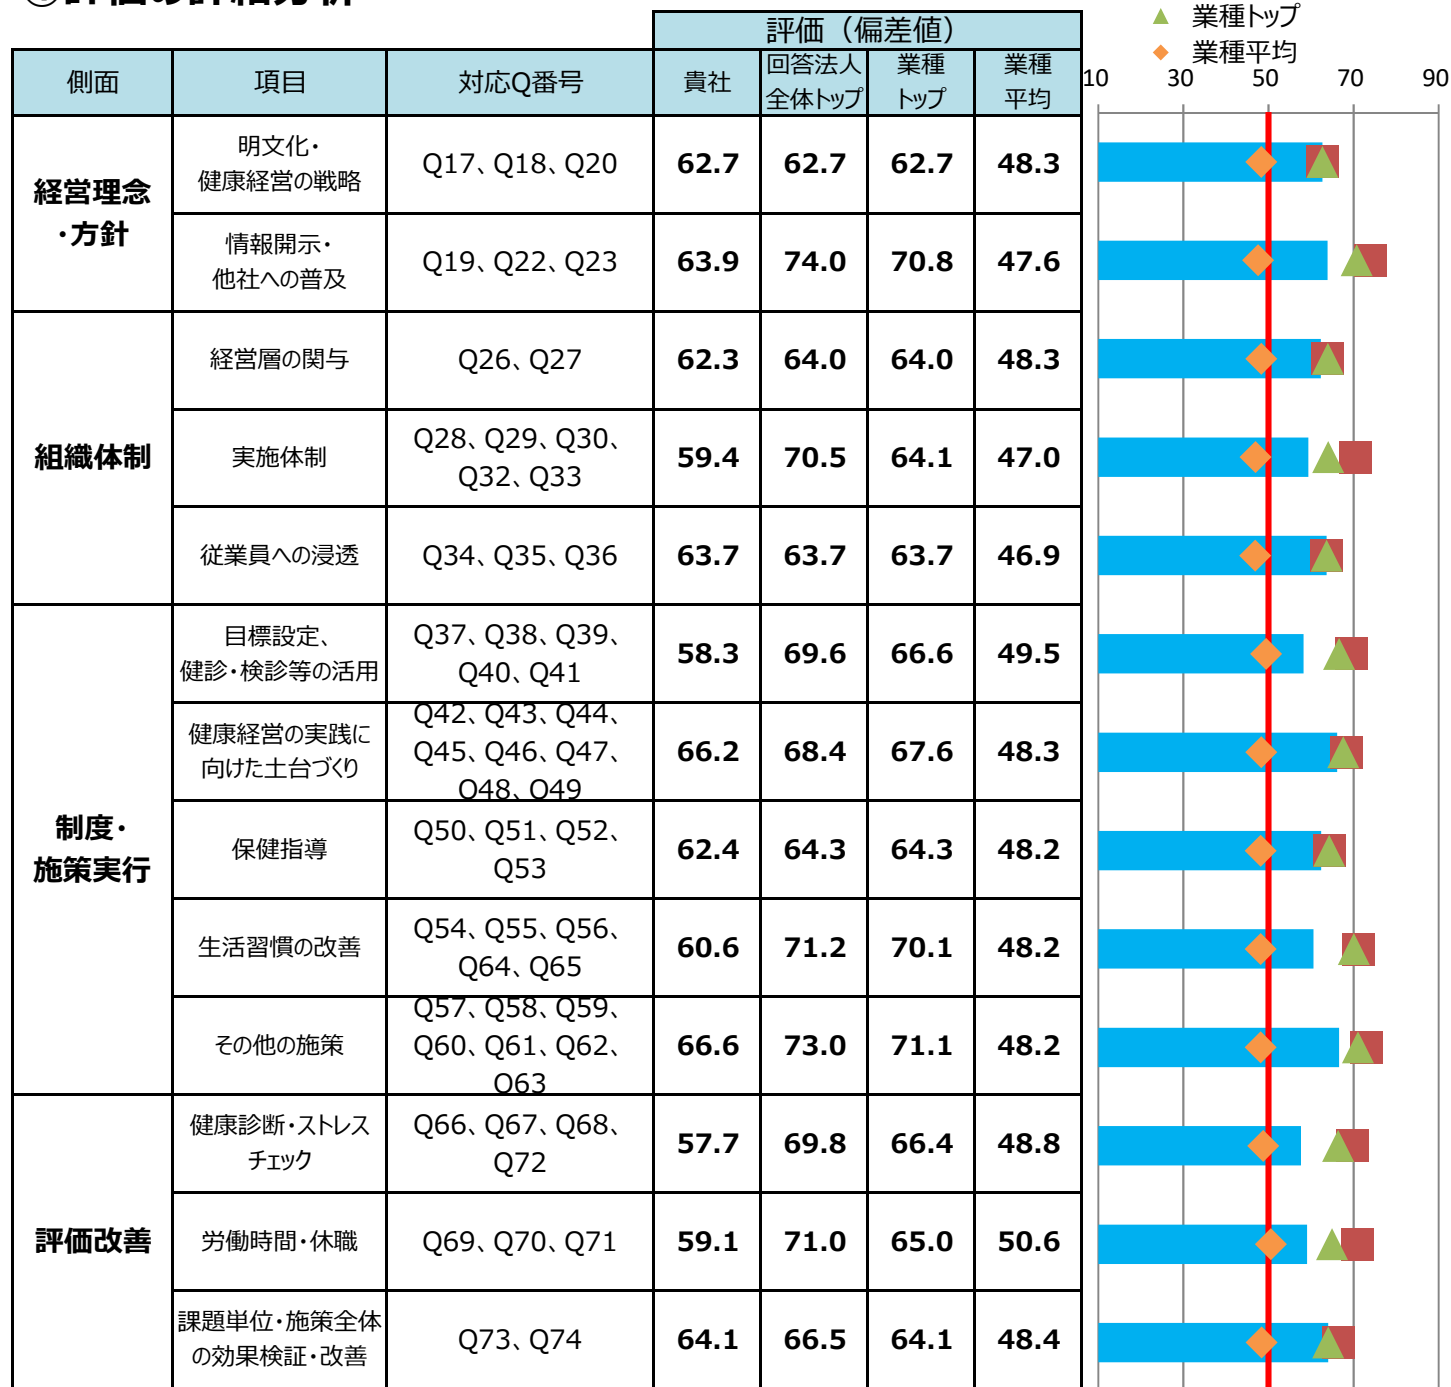 ①評価の詳細分析
評価（偏差値）
▲ 業種トップ
◆ 業種平均
側面 項目 対応Q番号 貴社 回答法人全体トップ 業種トップ 業種平均
10 30 50 70 90
経営理念・方針
明文化・健康経営の戦略 Q17、Q18、Q20 62.7 62.7 62.7 48.3
情報開示・他社への普及 Q19、Q22、Q23 63.9 74.0 70.8 47.6
組織体制
経営層の関与 Q26、Q27 62.3 64.0 64.0 48.3
実施体制 Q28、Q29、Q30、Q32、Q33 59.4 70.5 64.1 47.0
従業員への浸透 Q34、Q35、Q36 63.7 63.7 63.7 46.9
制度・施策実行
目標設定、健診・検診等の活用 Q37、Q38、Q39、Q40、Q41 58.3 69.6 66.6 49.5
健康経営の実践に向けた土台づくり Q42、Q43、Q44、Q45、Q46、Q47、Q48、Q49 66.2 68.4 67.6 48.3
保健指導 Q50、Q51、Q52、Q53 62.4 64.3 64.3 48.2
生活習慣の改善 Q54、Q55、Q56、Q64、Q65 60.6 71.2 70.1 48.2
その他の施策 Q57、Q58、Q59、Q60、Q61、Q62、Q63 66.6 73.0 71.1 48.2
評価改善
健康診断・ストレスチェック Q66、Q67、Q68、Q72 57.7 69.8 66.4 48.8
労働時間・休職 Q69、Q70、Q71 59.1 71.0 65.0 50.6
課題単位・施策全体の効果検証・改善 Q73、Q74 64.1 66.5 64.1 48.4